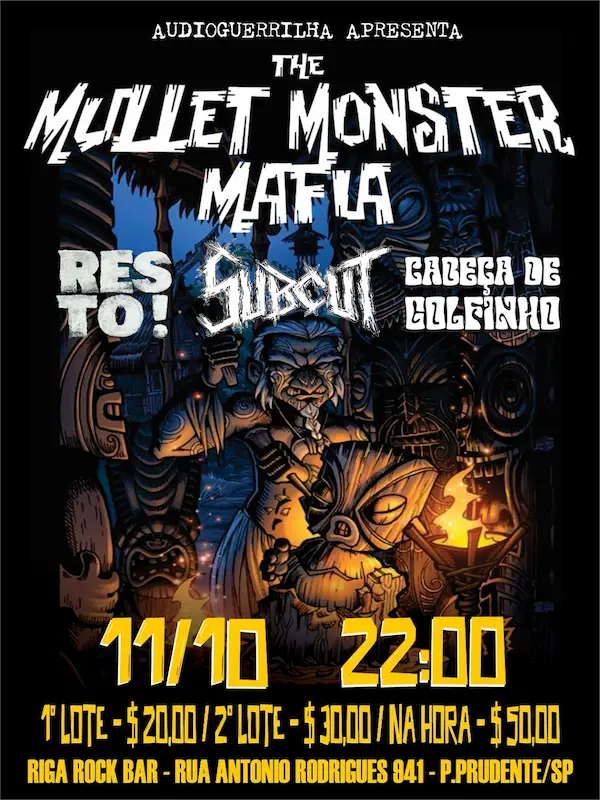 AUDIOGUERRILHA APRESENTA
THE
MULLET MONSTER
MAFIA
RES
TO!
SUBCUT
CABEÇA DE
GOLFINHO
11/10 22:00
1º LOTE - $ 20,00 / 2º LOTE - $ 30,00 / NA HORA - $ 50,00
RIGA ROCK BAR - RUA ANTONIO RODRIGUES 941 - P.PRUDENTE/SP